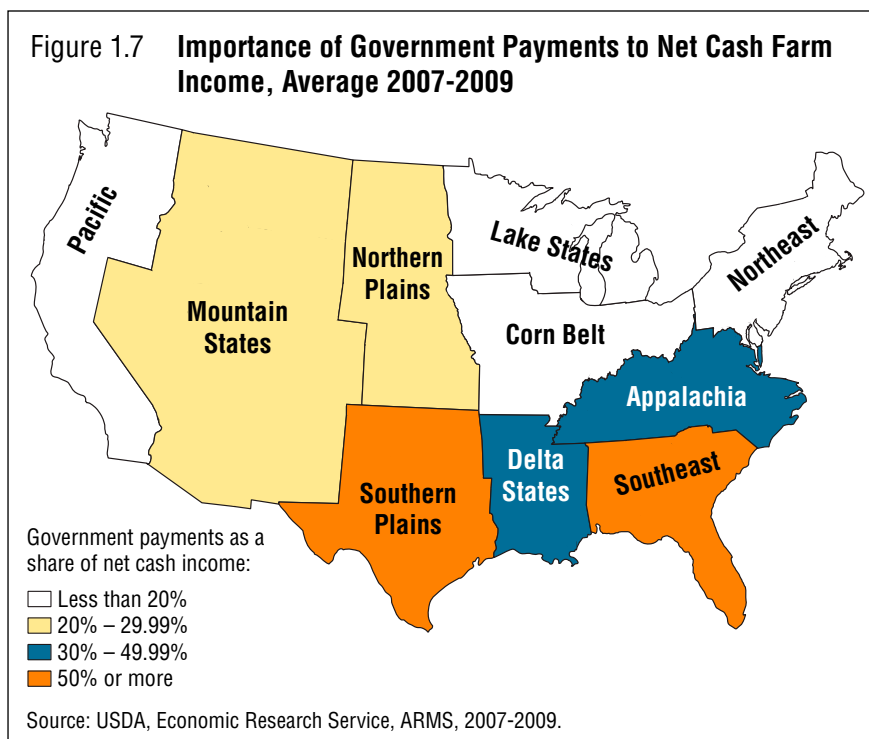 Figure 1.7 Importance of Government Payments to Net Cash Farm
Income, Average 2007-2009
Pacific
Mountain
States
Northern
Plains
Lake States
Northeast
Corn Belt
Appalachia
Delta
States
Southeast
Southern
Plains
Government payments as a
share of net cash income:
Less than 20%
20% – 29.99%
30% – 49.99%
50% or more
Source: USDA, Economic Research Service, ARMS, 2007-2009.